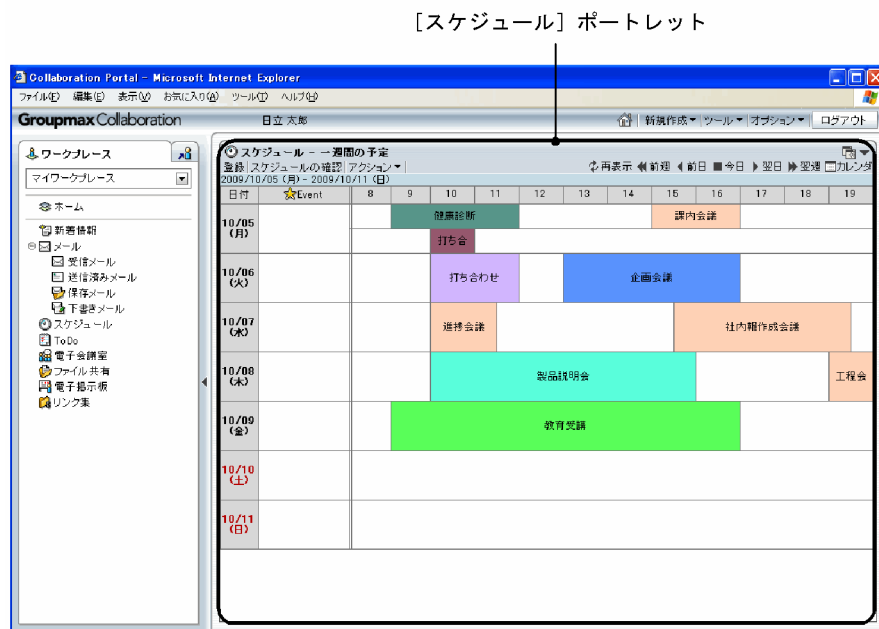 ［スケジュール］ポートレット
Collaboration Portal - Microsoft Internet Explorer
ファイル(F) 編集(E) 表示(V) お気に入り(A) ツール(T) ヘルプ(H)
Groupmax Collaboration 日立 太郎 新規作成 ツール オプション ログアウト
ワークプレース
マイワークプレース
ホーム
新着情報
メール
受信メール
送信済みメール
保存メール
下書きメール
スケジュール
ToDo
電子会議室
ファイル共有
電子掲示板
リンク集
スケジュール - 一週間の予定
登録 スケジュールの確認 アクション 再表示 前週 前日 今日 翌日 翌週 カレンダ
2009/10/05 (月) - 2009/10/11 (日)
日付 Event 8 9 10 11 12 13 14 15 16 17 18 19
10/05
(月)
健康診断 課内会議
打ち合
10/06
(火)
打ち合わせ 企画会議
10/07
(水)
進捗会議 社内報作成会議
10/08
(木)
製品説明会 工程会
10/09
(金)
教育受講
10/10
(土)
10/11
(日)